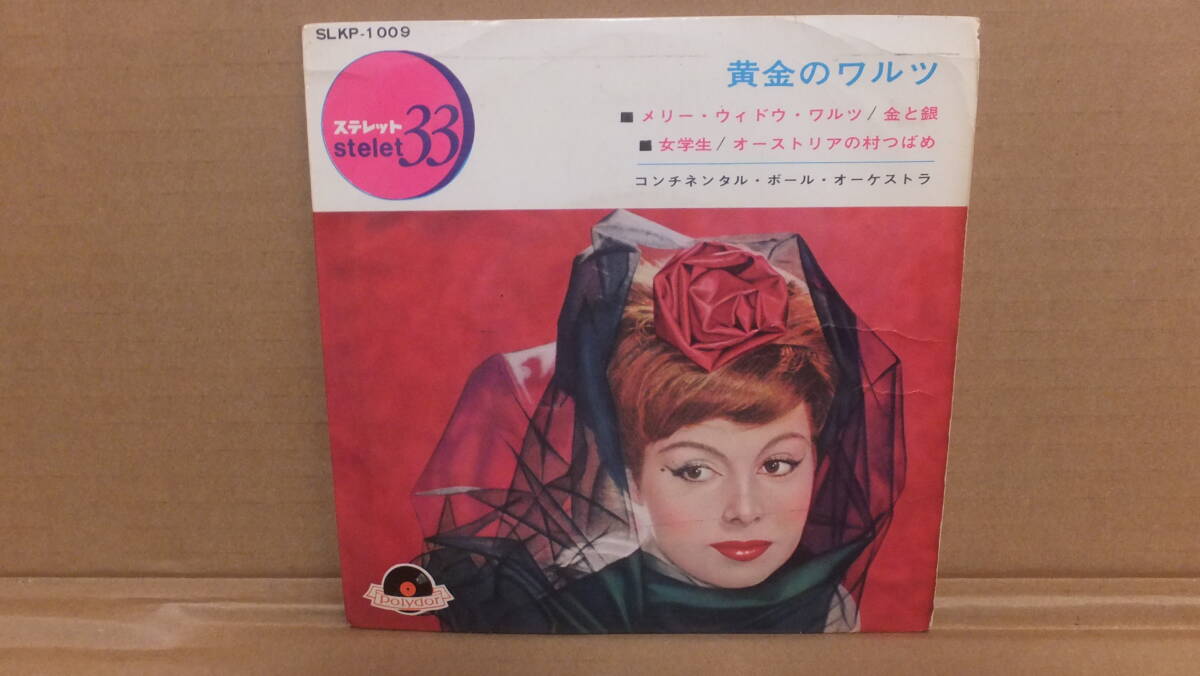 SLKP-1009
ステレット
stelet 33
黄金のワルツ
■ メリー・ウィドウ・ワルツ/金と銀
■ 女学生/オーストリアの村つばめ
コンチネンタル・ボール・オーケストラ
Polydor